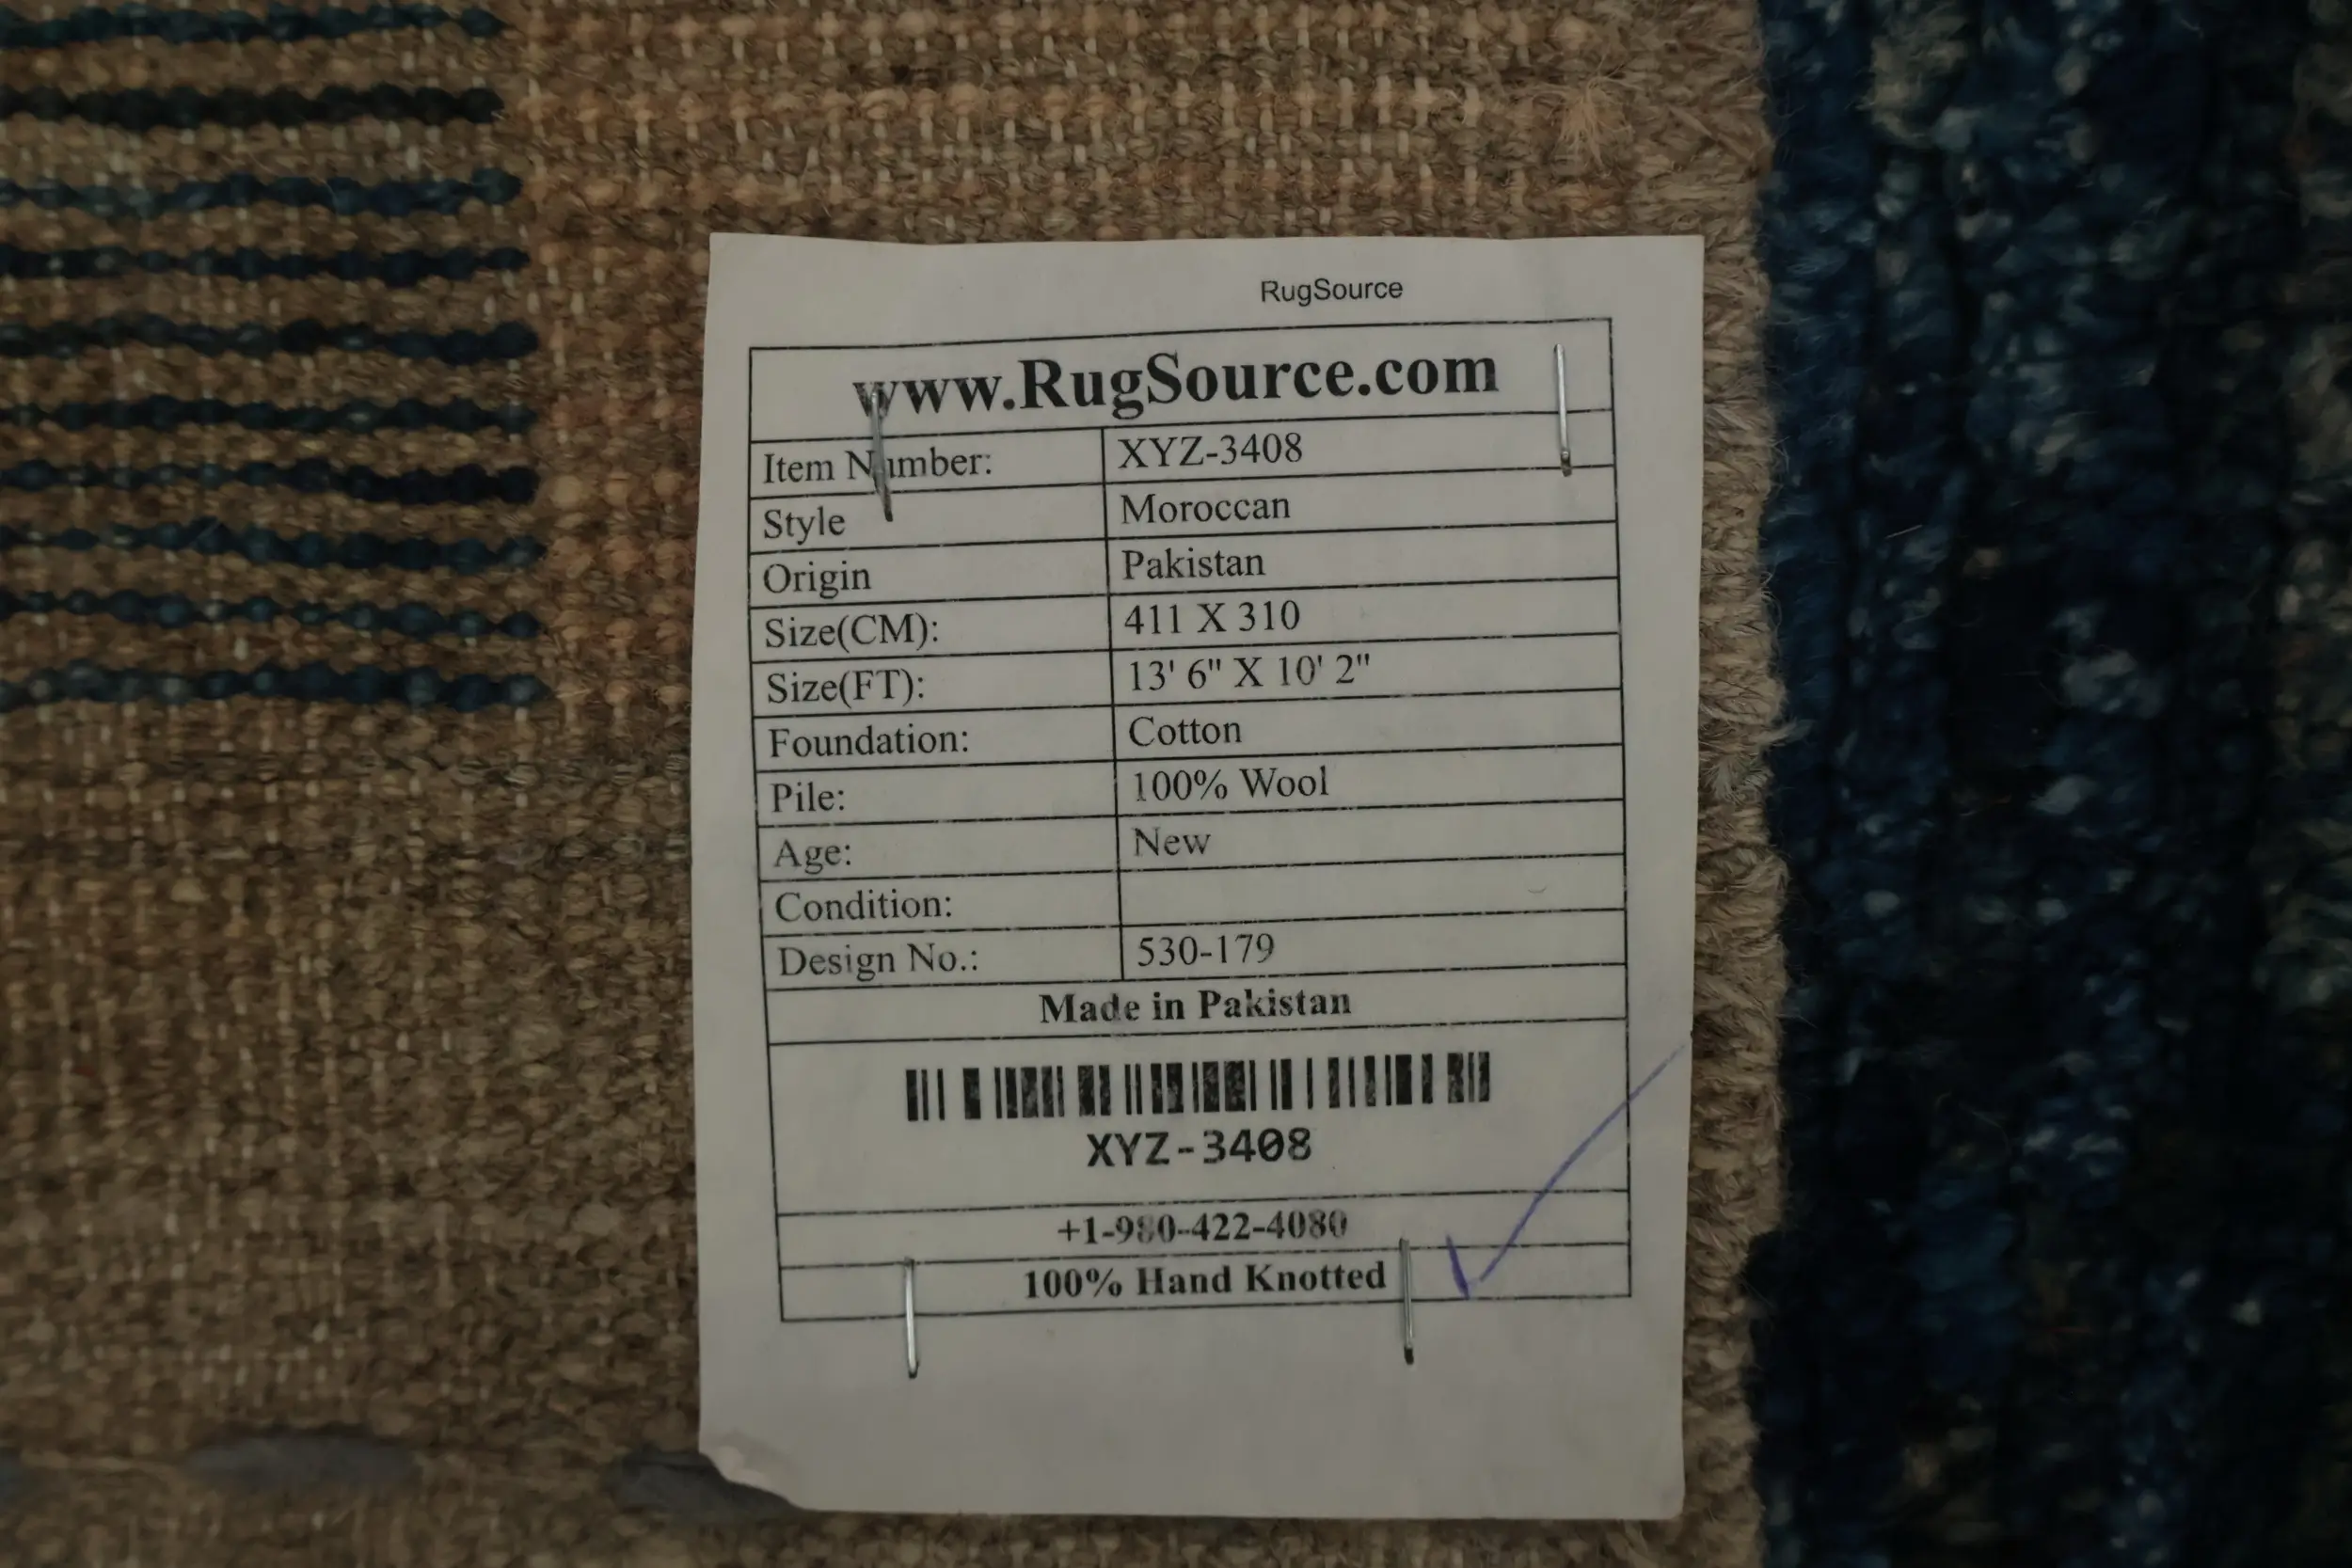 RugSource
www.RugSource.com
Item Number: XYZ-3408
Style Moroccan
Origin Pakistan
Size(CM): 411 X 310
Size(FT): 13' 6" X 10' 2"
Foundation: Cotton
Pile: 100% Wool
Age: New
Condition:
Design No.: 530-179
Made in Pakistan
XYZ-3408
+1-980-422-4080
100% Hand Knotted